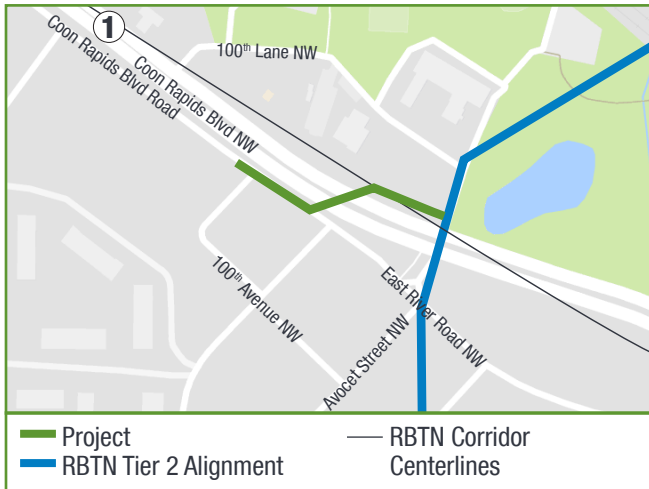 1
100th Lane NW
Coon Rapids Blvd NW
Coon Rapids Blvd Road
100th Avenue NW
East River Road NW
Avocet Street NW
Project
RBTN Tier 2 Alignment
RBTN Corridor
Centerlines